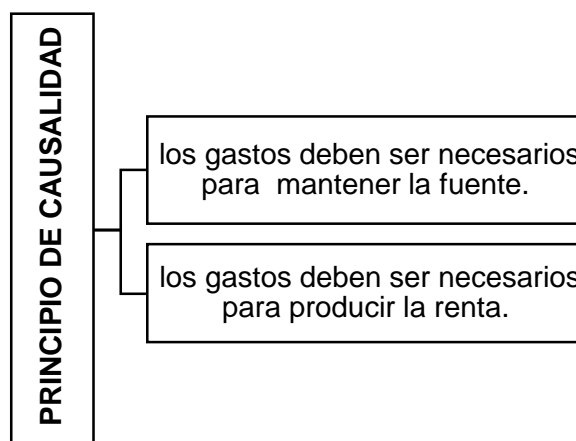 PRINCIPIO DE CAUSALIDAD
los gastos deben ser necesarios
para mantener la fuente.
los gastos deben ser necesarios
para producir la renta.